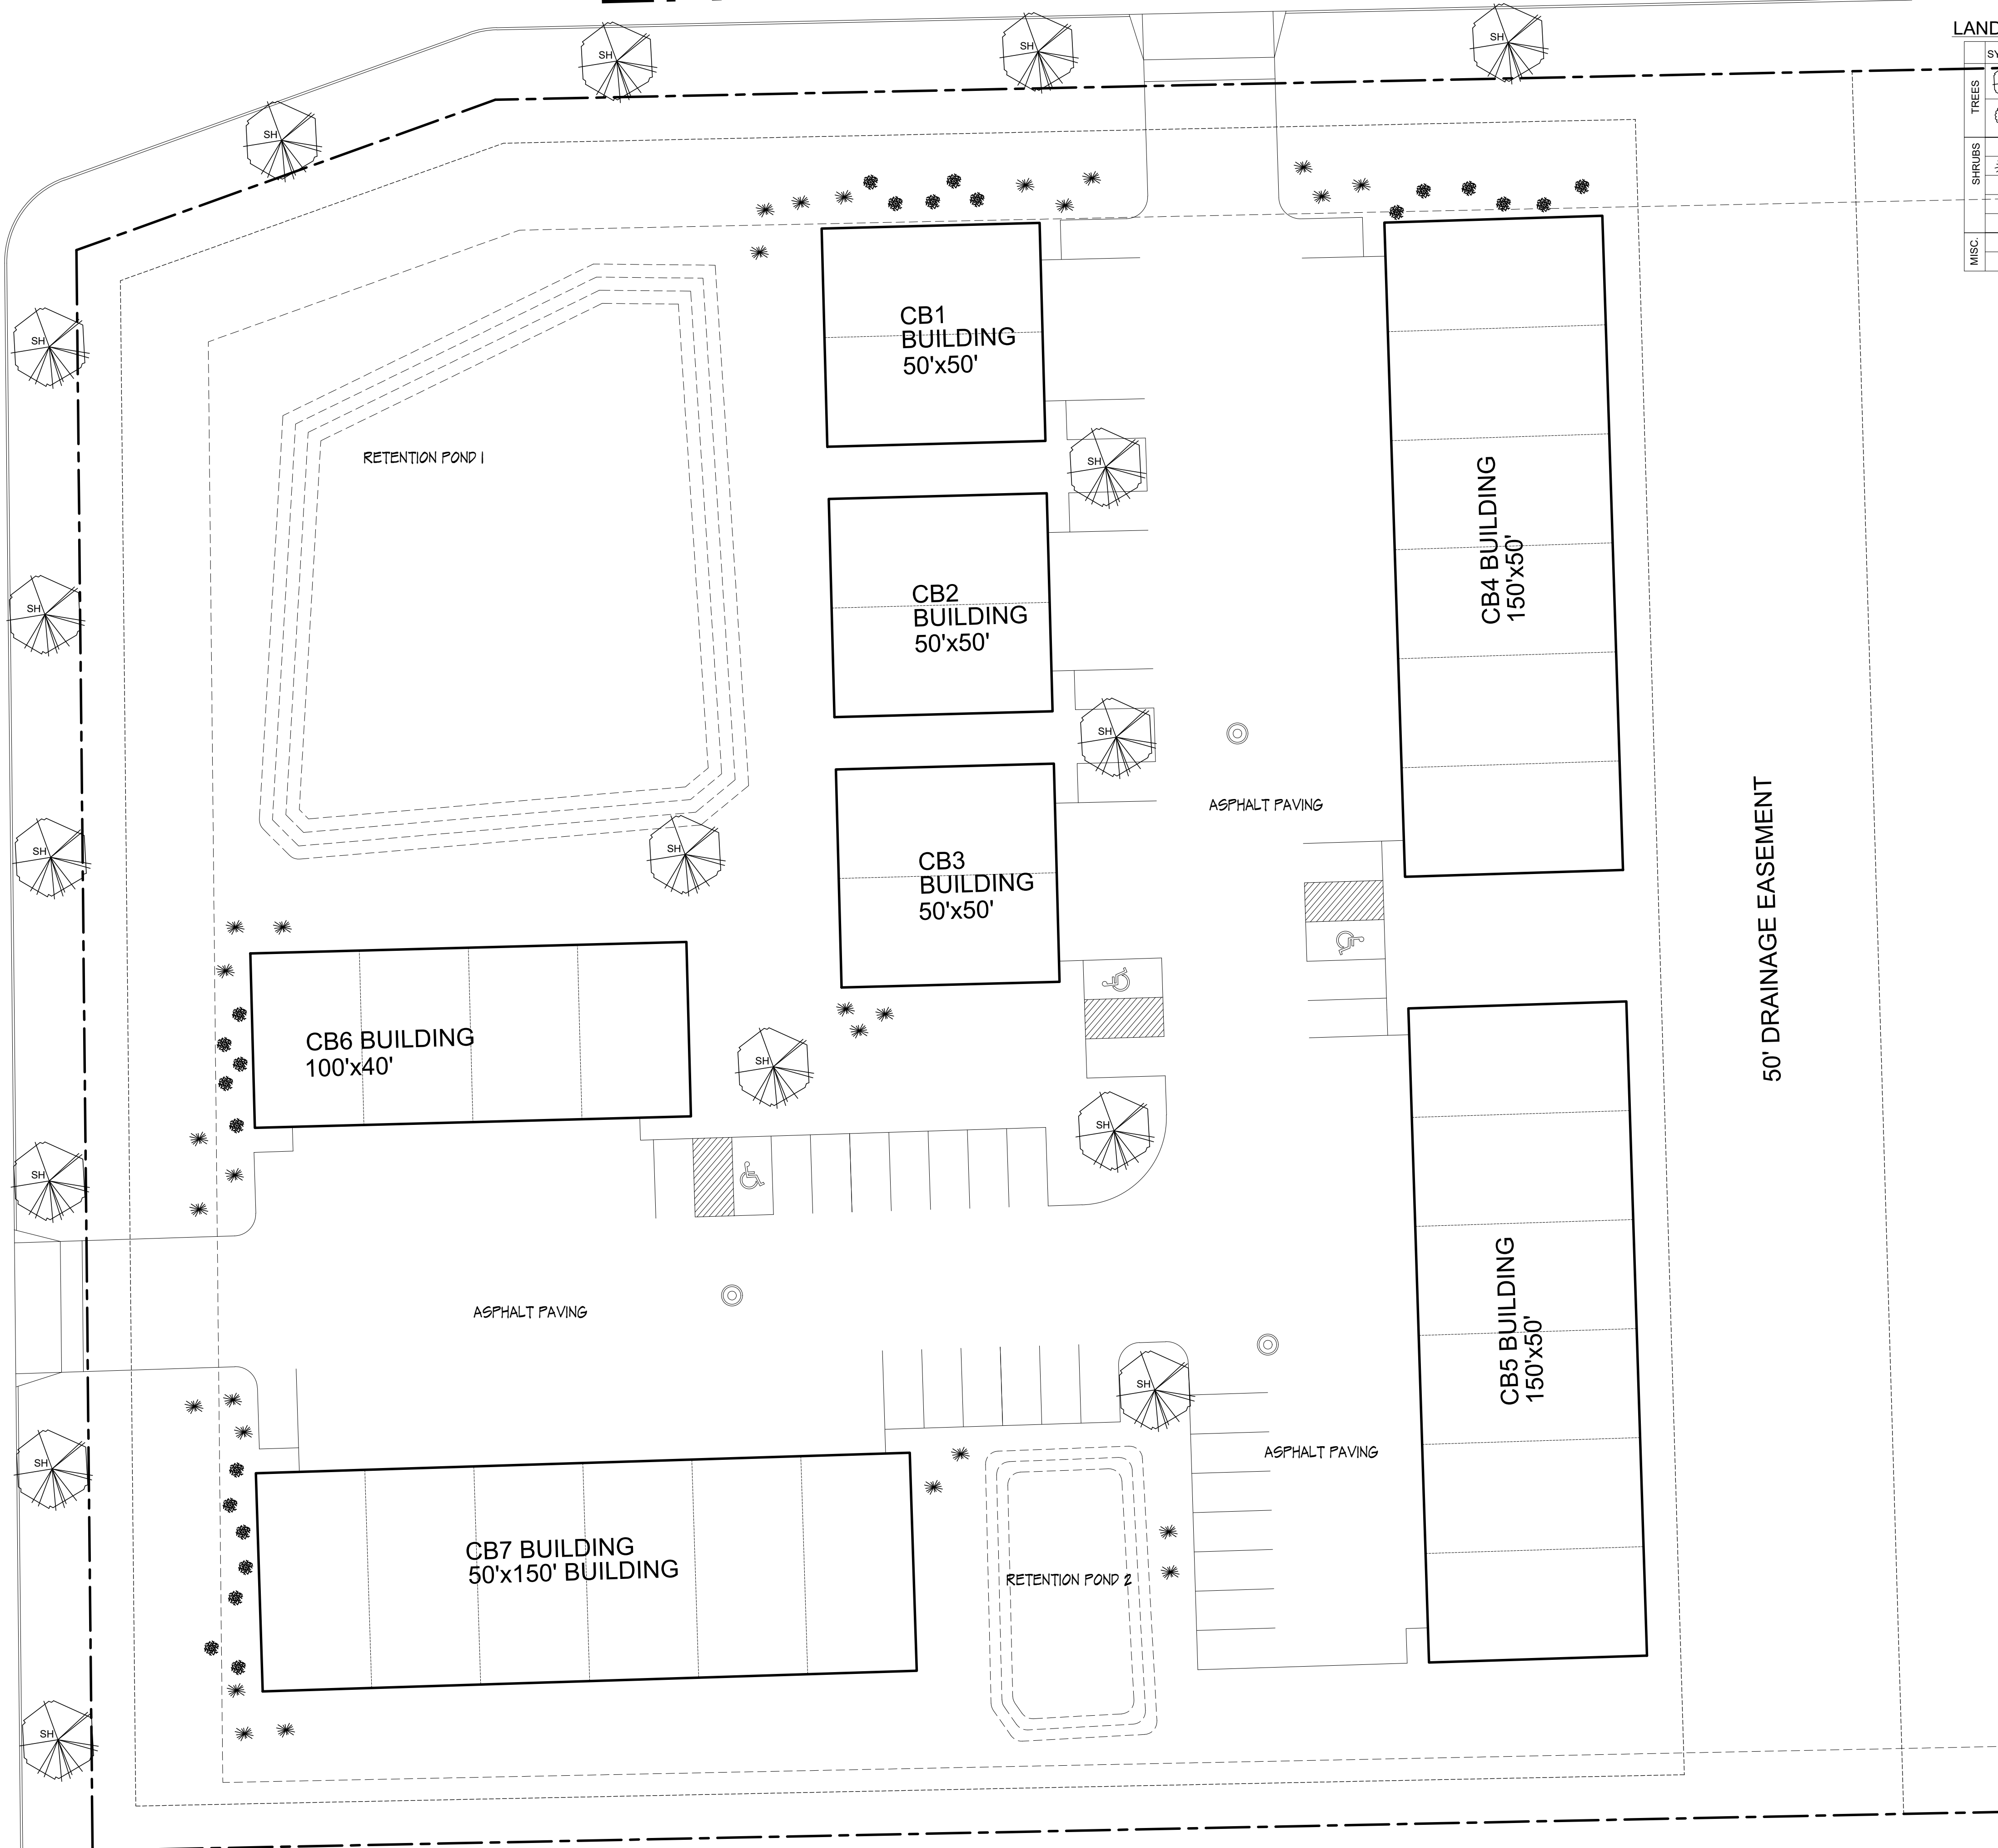 SH
SH
SH
SH
LAND
SY
TREES
SHRUBS
MISC.
CB1
BUILDING
50'x50'
SH
RETENTION POND 1
SH
CB4 BUILDING
150'x50'
CB2
BUILDING
50'x50'
SH
SH
ASPHALT PAVING
50' DRAINAGE EASEMENT
CB3
BUILDING
50'x50'
SH
SH
CB6 BUILDING
100'x40'
SH
SH
SH
ASPHALT PAVING
CB5 BUILDING
150'x50'
SH
ASPHALT PAVING
SH
CB7 BUILDING
50'x150' BUILDING
RETENTION POND 2
SH